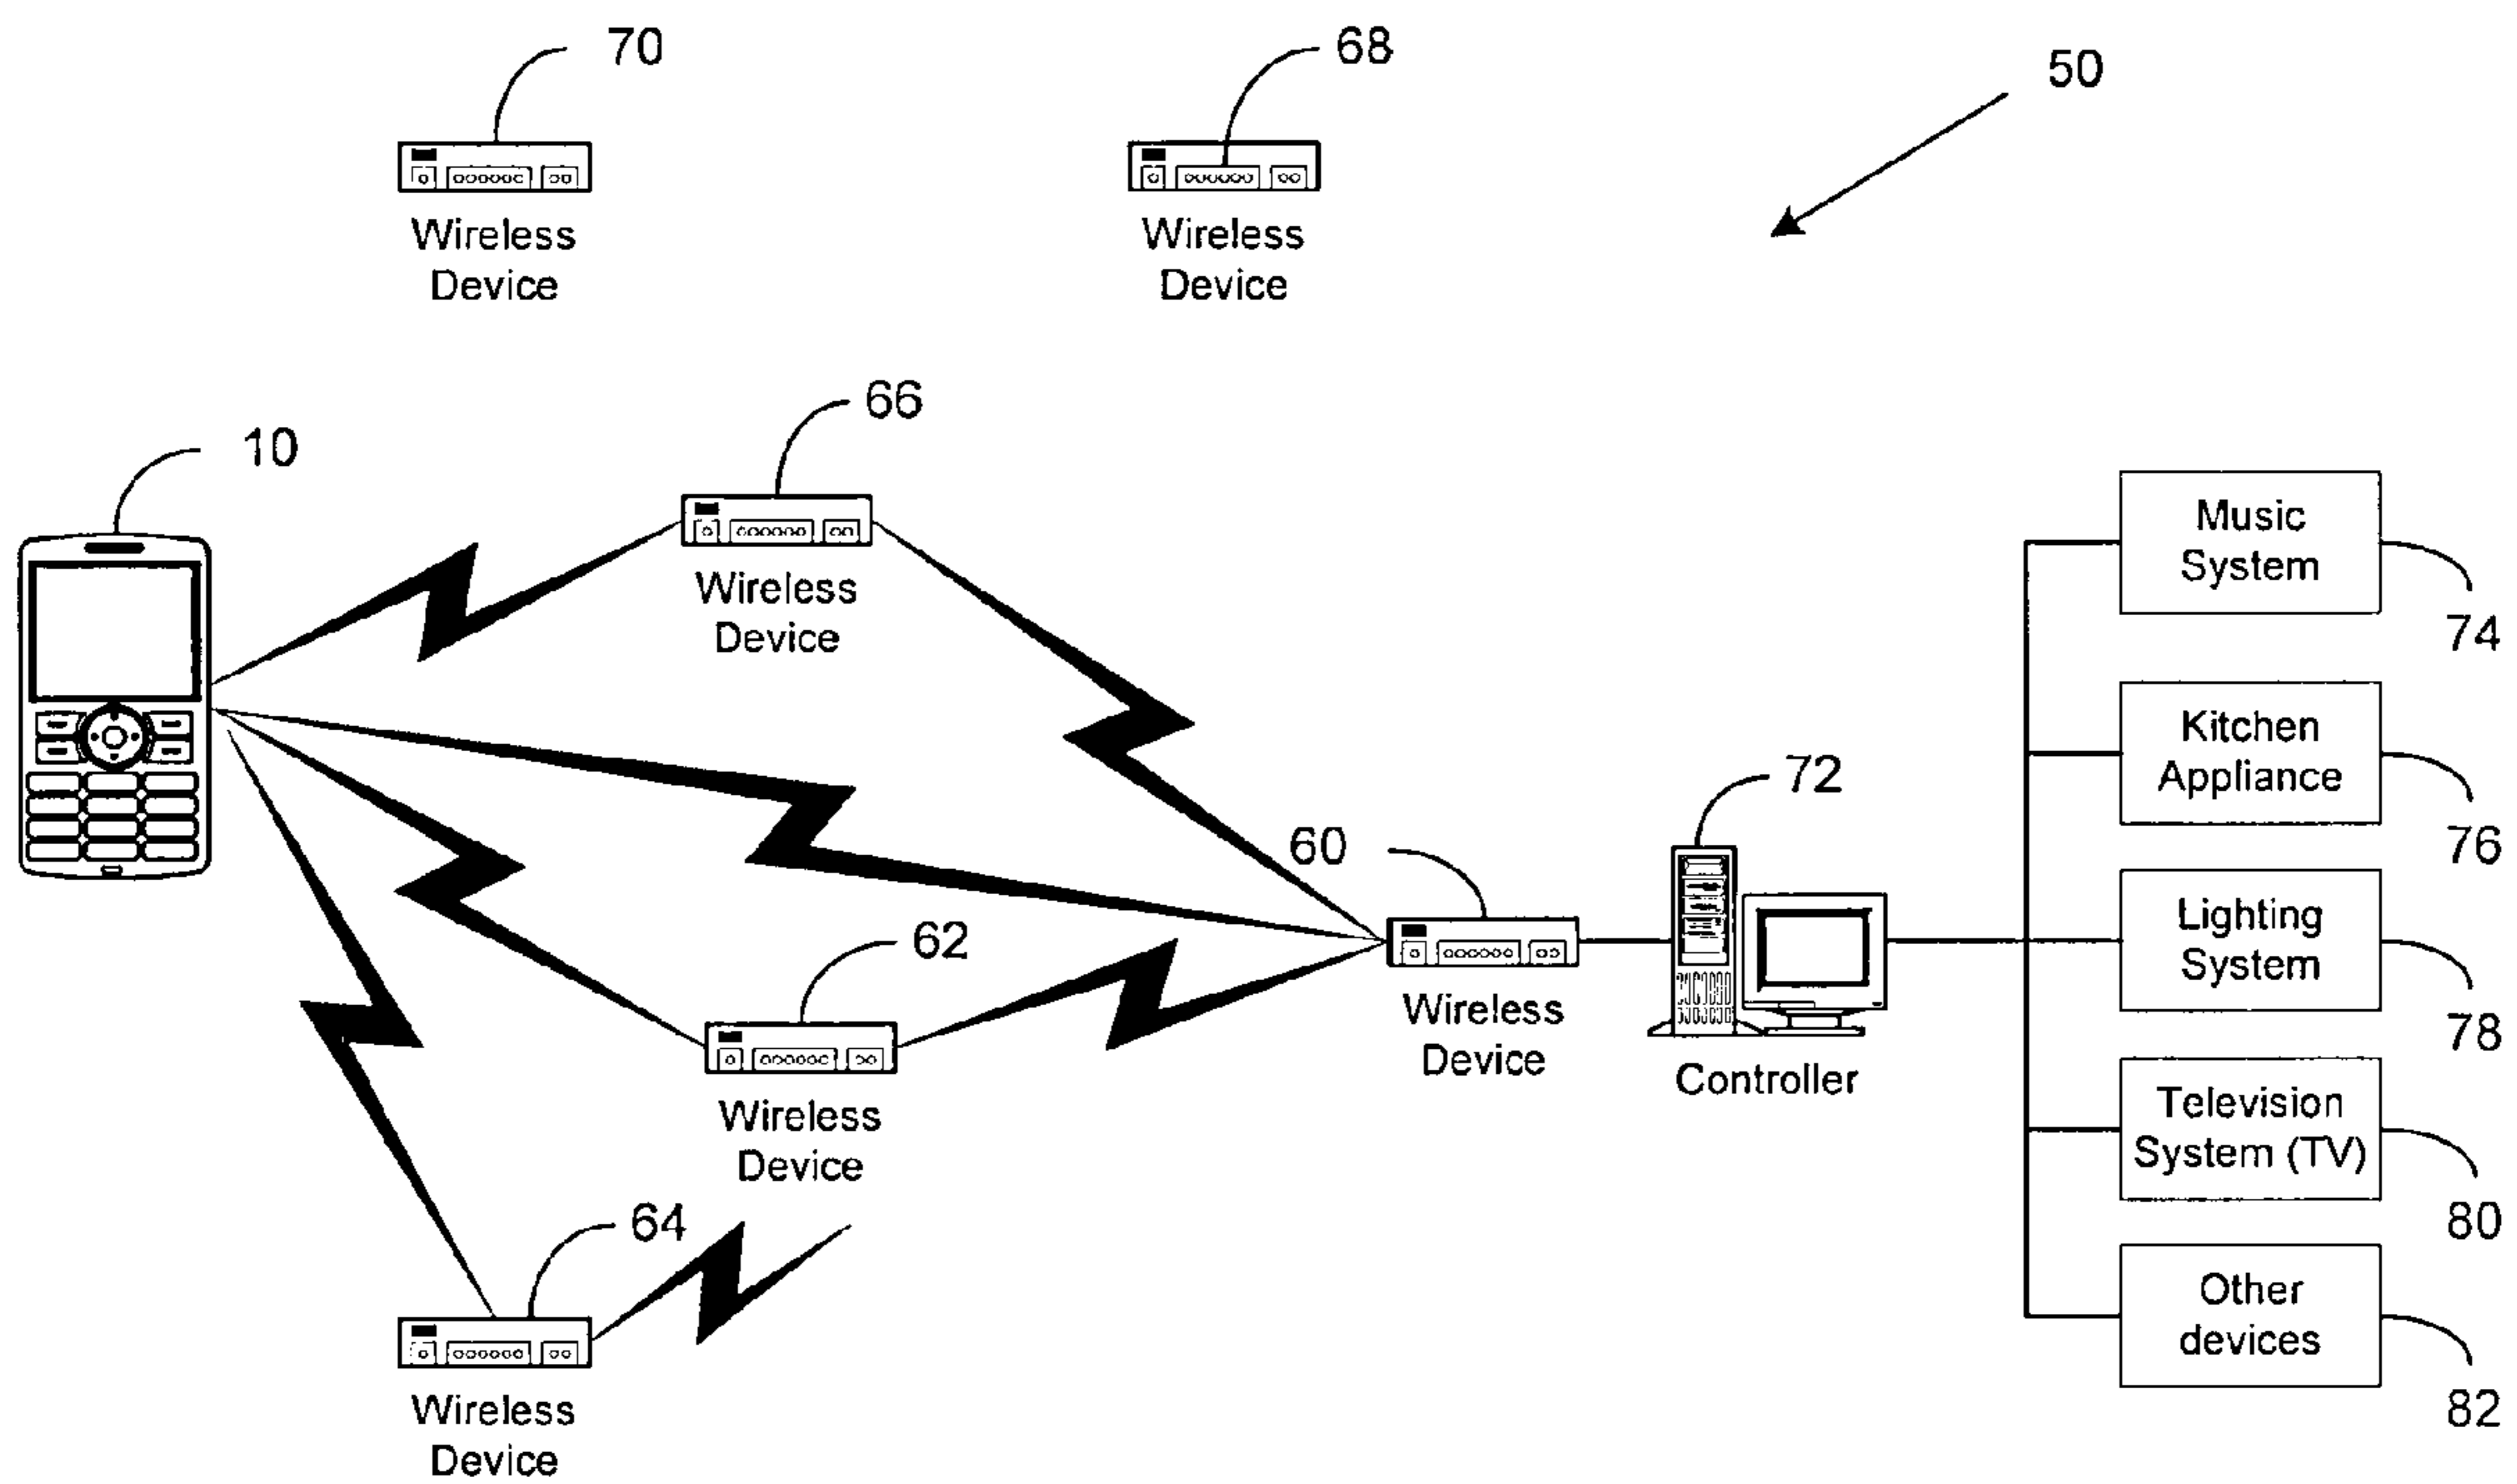 70
68
50
Wireless
Device
Wireless
Device
66
10
Wireless
Device
Music
System
74
Kitchen
Appliance
76
72
60
62
Wireless
Device
Controller
Lighting
System
78
Wireless
Device
Television
System (TV)
80
64
Other
devices
82
Wireless
Device